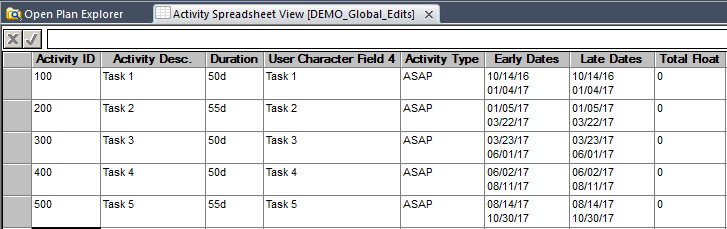 Open Plan Explorer Activity Spreadsheet View [DEMO_Global_Edits]
Activity ID Activity Desc. Duration User Character Field 4 Activity Type Early Dates Late Dates Total Float
100 Task 1 50d Task 1 ASAP 10/14/16 10/14/16 0
01/04/17 01/04/17
200 Task 2 55d Task 2 ASAP 01/05/17 01/05/17 0
03/22/17 03/22/17
300 Task 3 50d Task 3 ASAP 03/23/17 03/23/17 0
06/01/17 06/01/17
400 Task 4 50d Task 4 ASAP 06/02/17 06/02/17 0
08/11/17 08/11/17
500 Task 5 55d Task 5 ASAP 08/14/17 08/14/17 0
10/30/17 10/30/17